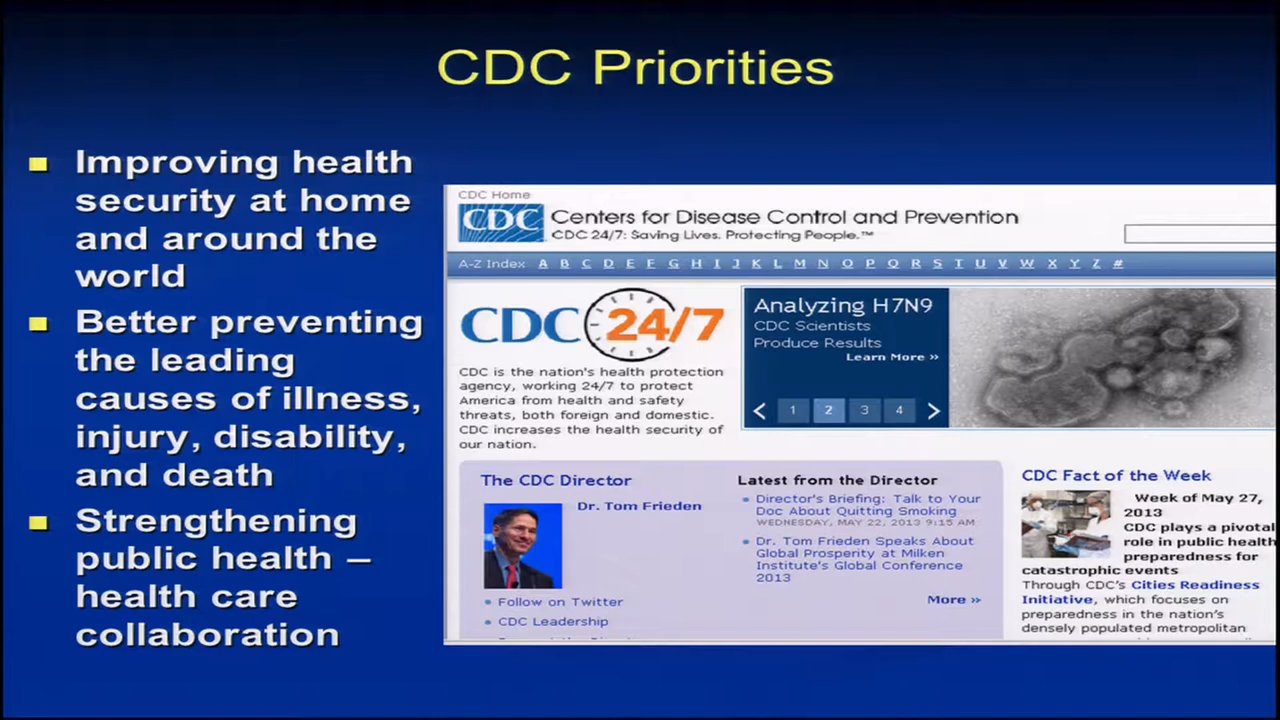 CDC Priorities
Improving health
security at home
and around the
world
Better preventing
the leading
causes of illness,
injury, disability,
and death
Strengthening
public health –
health care
collaboration
CDC Home
CDC
Centers for Disease Control and Prevention
CDC 24/7: Saving Lives. Protecting People.™
A-Z Index A B C D E F G H I J K L M N O P Q R S T U V W X Y Z #
CDC 24/7
CDC is the nation's health protection
agency, working 24/7 to protect
America from health and safety
threats, both foreign and domestic.
CDC increases the health security of
our nation.
Analyzing H7N9
CDC Scientists
Produce Results
Learn More »
< 1 2 3 4 >
The CDC Director
Dr. Tom Frieden
Follow on Twitter
CDC Leadership
Latest from the Director
Director's Briefing: Talk to Your
Doc About Quitting Smoking
WEDNESDAY, MAY 22, 2013 9:15 AM
Dr. Tom Frieden Speaks About
Global Prosperity at Milken
Institute's Global Conference
2013
More »
CDC Fact of the Week
Week of May 27,
2013
CDC plays a pivotal
role in public health
preparedness for
catastrophic events
Through CDC's Cities Readiness
Initiative, which focuses on
preparedness in the nation's
densely populated metropolitan